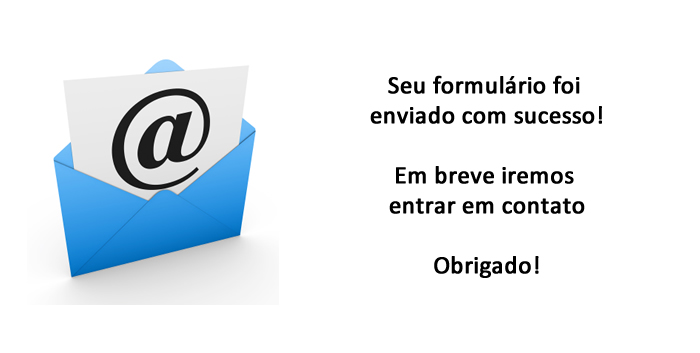 @
Seu formulário foi
enviado com sucesso!
Em breve iremos
entrar em contato
Obrigado!